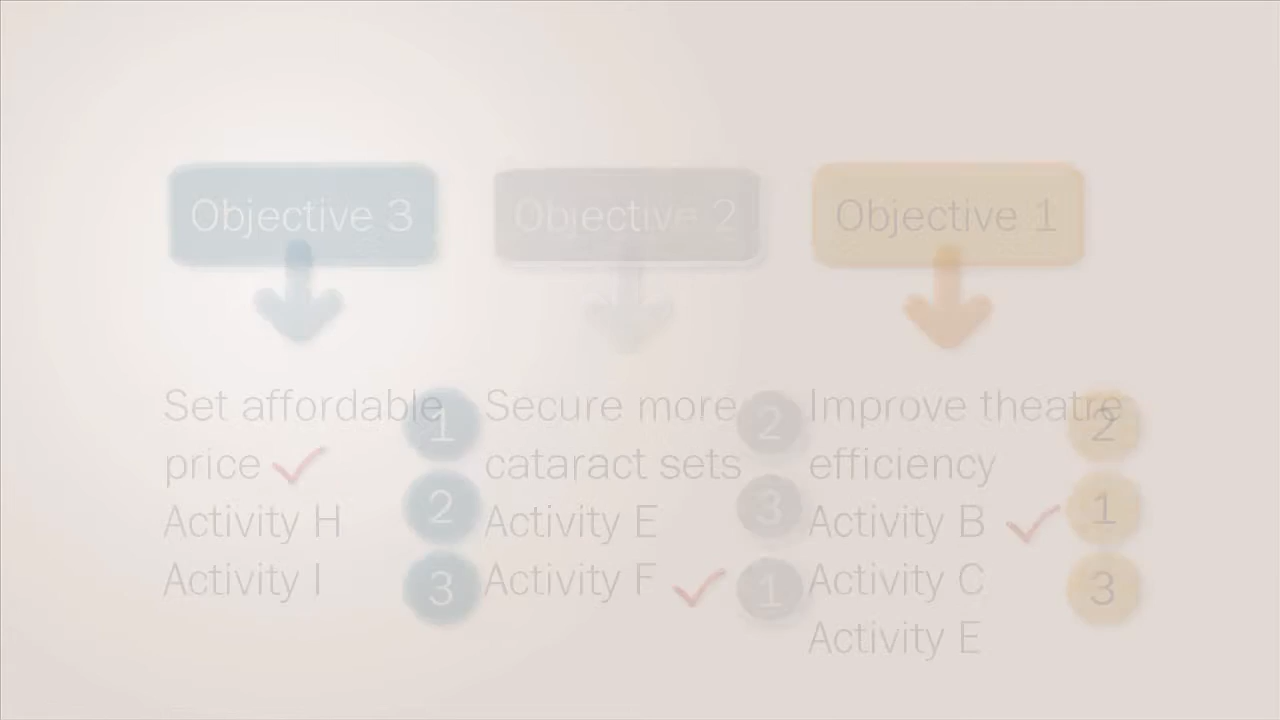 Objective 3
Objective 2
Objective 1
Set affordable
price
Activity H
Activity I
1
2
3
Secure more
cataract sets
Activity E
Activity F
2
3
1
Improve theatre
efficiency
Activity B
Activity C
Activity E
2
1
3